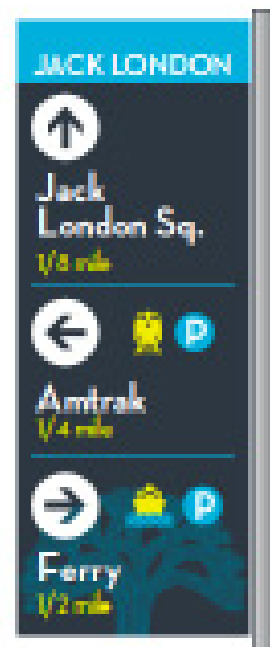 JACK LONDON
Jack
London Sq.
1/8 mile
P
Amtrak
1/4 mile
P
Ferry
1/2 mile